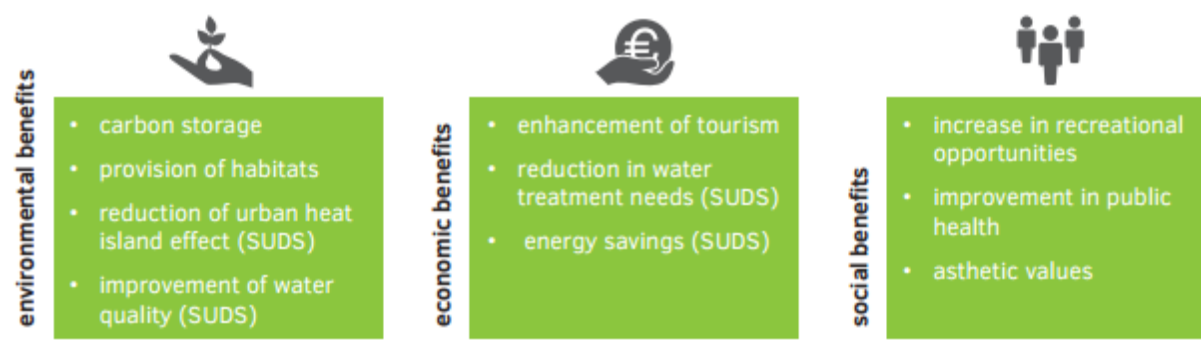 environmental benefits
• carbon storage
• provision of habitats
• reduction of urban heat
island effect (SUDS)
• improvement of water
quality (SUDS)
economic benefits
€
• enhancement of tourism
• reduction in water
treatment needs (SUDS)
• energy savings (SUDS)
social benefits
• increase in recreational
opportunities
• improvement in public
health
• asthetic values